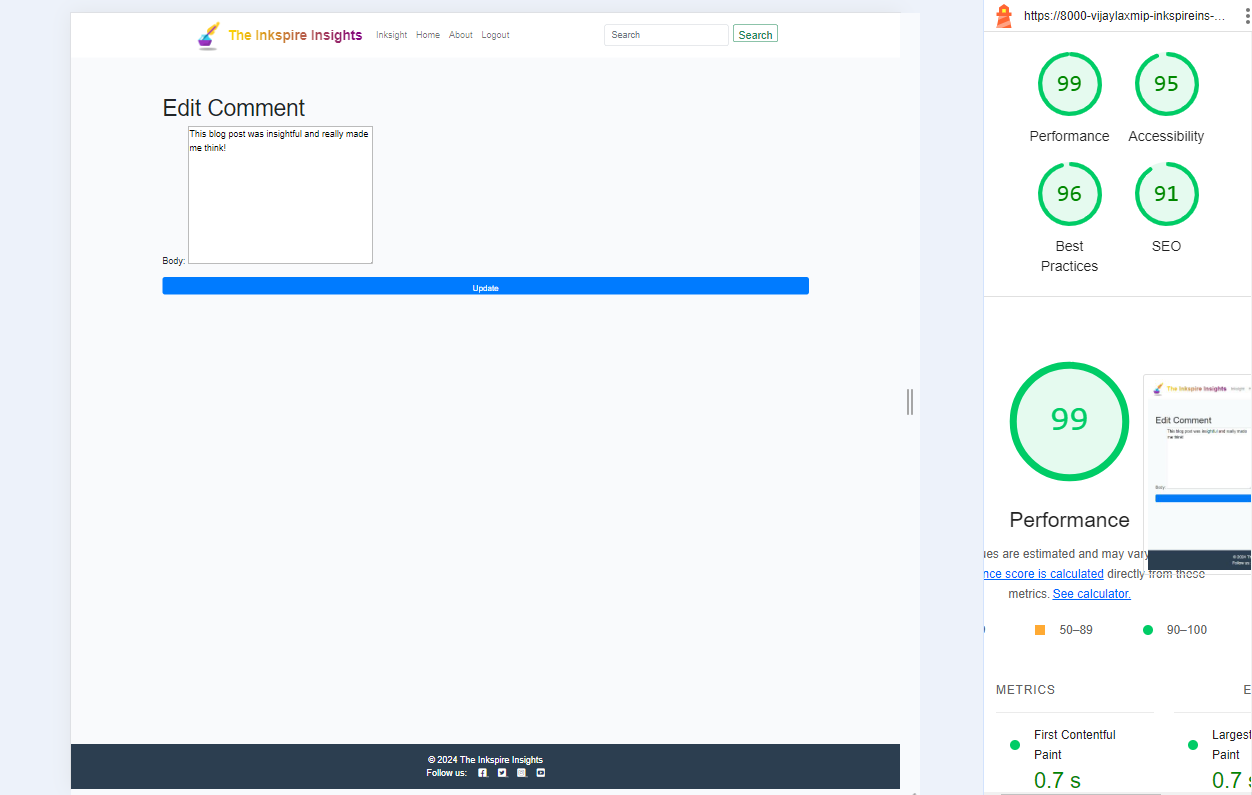 The Inkspire Insights Inksight Home About Logout Search Search
Edit Comment
This blog post was insightful and really made
me think!
Body:
Update
© 2024 The Inkspire Insights
Follow us:
https://8000-vijaylaxmip-inkspireins-...
99 95
Performance Accessibility
96 91
Best
Practices
SEO
99
The Inkspire Insights
Edit Comment
This blog post was insightful and really made
me think!
Body:
Performance
ues are estimated and may vary
nce score is calculated directly from these
metrics. See calculator.
50–89 90–100
METRICS
First Contentful
Paint
0.7 s
Largest
Paint
0.7 s